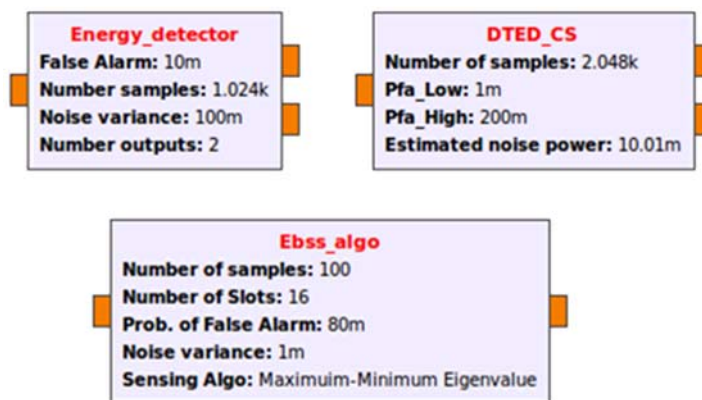 Energy_detector
False Alarm: 10m
Number samples: 1.024k
Noise variance: 100m
Number outputs: 2
DTED_CS
Number of samples: 2.048k
Pfa_Low: 1m
Pfa_High: 200m
Estimated noise power: 10.01m
Ebss_algo
Number of samples: 100
Number of Slots: 16
Prob. of False Alarm: 80m
Noise variance: 1m
Sensing Algo: Maximuim-Minimum Eigenvalue